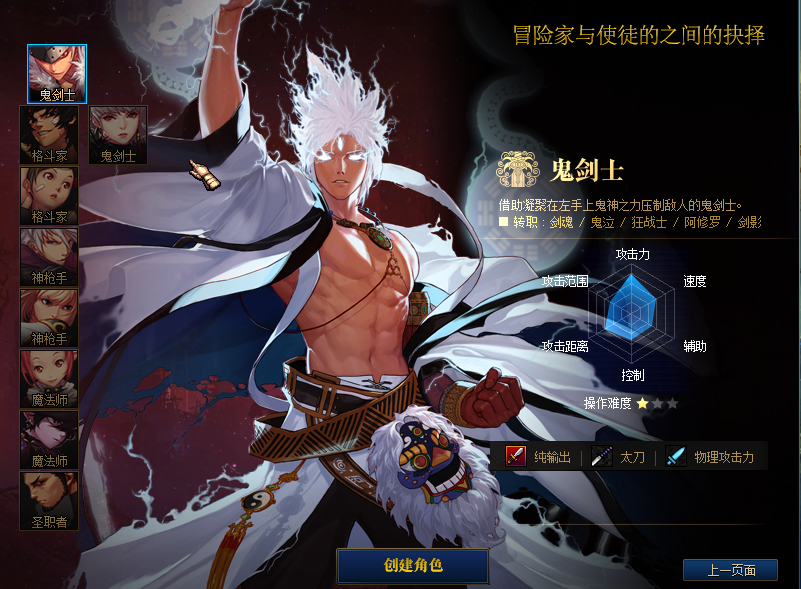 冒险家与使徒的之间的抉择
鬼剑士
格斗家
鬼剑士
格斗家
神枪手
神枪手
魔法师
魔法师
圣职者
鬼剑士
借助凝聚在左手上鬼神之力压制敌人的鬼剑士。
转职：剑魂 / 鬼泣 / 狂战士 / 阿修罗 / 剑影
攻击力
攻击范围
速度
攻击距离
辅助
控制
操作难度
纯输出 | 太刀 | 物理攻击力
创建角色
上一页面